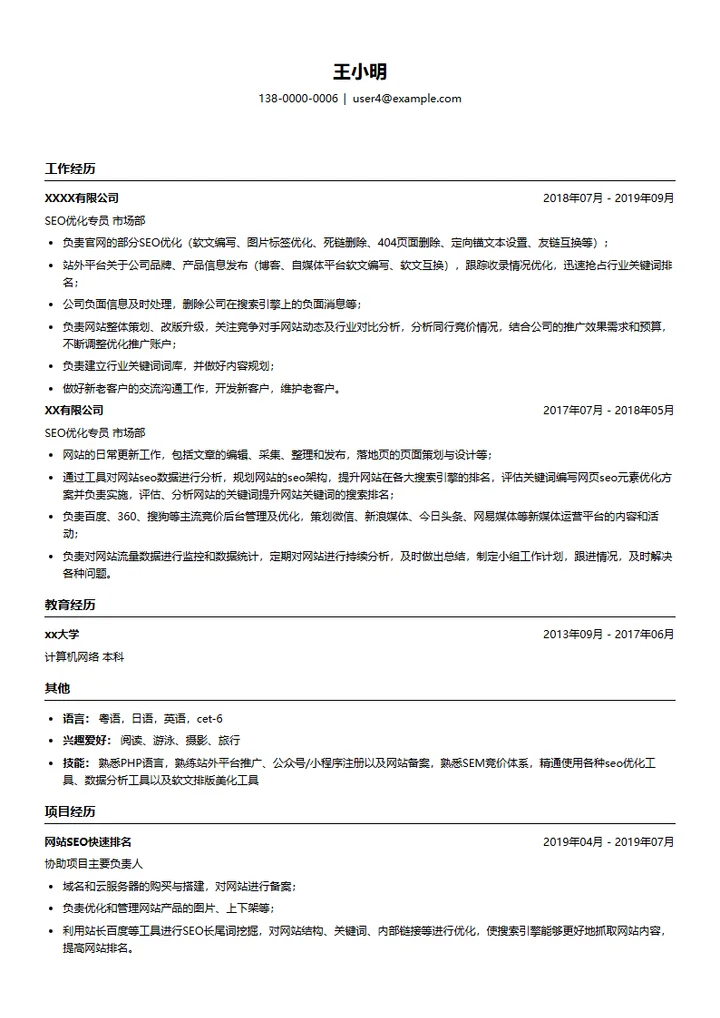 王小明
138-0000-0006 | user4@example.com
工作经历
XXXX有限公司 2018年07月 - 2019年09月
SEO优化专员 市场部
• 负责官网的部分SEO优化（软文编写、图片标签优化、死链删除、404页面删除、定向锚文本设置、友链互换等）；
• 站外平台关于公司品牌、产品信息发布（博客、自媒体平台软文编写、软文互换），跟踪收录情况优化，迅速抢占行业关键词排
名；
• 公司负面信息及时处理，删除公司在搜索引擎上的负面消息等；
• 负责网站整体策划、改版升级，关注竞争对手网站动态及行业对比分析，分析同行竞价情况，结合公司的推广效果需求和预算，
不断调整优化推广账户；
• 负责建立行业关键词词库，并做好内容规划；
• 做好新老客户的交流沟通工作，开发新客户，维护老客户。
XX有限公司 2017年07月 - 2018年05月
SEO优化专员 市场部
• 网站的日常更新工作，包括文章的编辑、采集、整理和发布，落地页的页面策划与设计等；
• 通过工具对网站seo数据进行分析，规划网站的seo架构，提升网站在各大搜索引擎的排名，评估关键词编写网页seo元素优化方
案并负责实施，评估、分析网站的关键词提升网站关键词的搜索排名；
• 负责百度、360、搜狗等主流竞价后台管理及优化，策划微信、新浪媒体、今日头条、网易媒体等新媒体运营平台的内容和活
动；
• 负责对网站流量数据进行监控和数据统计，定期对网站进行持续分析，及时做出总结，制定小组工作计划，跟进情况，及时解决
各种问题。
教育经历
xx大学 2013年09月 - 2017年06月
计算机网络 本科
其他
• 语言： 粤语，日语，英语，cet-6
• 兴趣爱好： 阅读、游泳、摄影、旅行
• 技能： 熟悉PHP语言，熟练站外平台推广、公众号/小程序注册以及网站备案，熟悉SEM竞价体系，精通使用各种seo优化工
具、数据分析工具以及软文排版美化工具
项目经历
网站SEO快速排名 2019年04月 - 2019年07月
协助项目主要负责人
• 域名和云服务器的购买与搭建，对网站进行备案；
• 负责优化和管理网站产品的图片、上下架等；
• 利用站长百度等工具进行SEO长尾词挖掘，对网站结构、关键词、内部链接等进行优化，使搜索引擎能够更好地抓取网站内容，
提高网站排名。